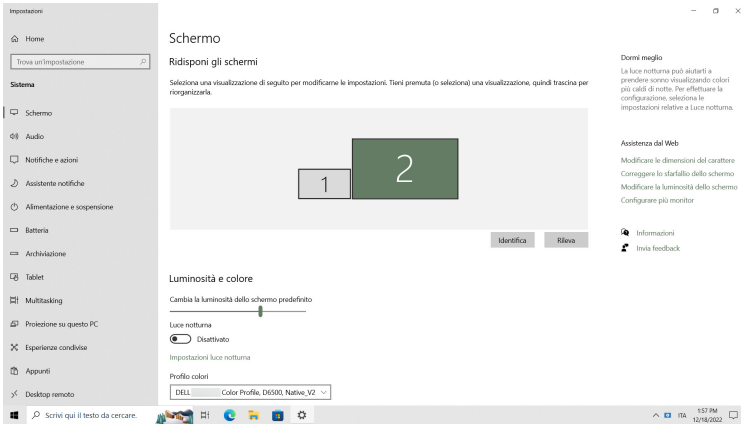 Impostazioni
Home
Trova un'impostazione
Sistema
Schermo
Audio
Notifiche e azioni
Assistente notifiche
Alimentazione e sospensione
Batteria
Archiviazione
Tablet
Multitasking
Proiezione su questo PC
Esperienze condivise
Appunti
Desktop remoto
Schermo
Ridisponi gli schermi
Seleziona una visualizzazione di seguito per modificarne le impostazioni. Tieni premuta (o seleziona) una visualizzazione, quindi trascina per
riorganizzarla.
1
2
Identifica
Rileva
Luminosità e colore
Cambia la luminosità dello schermo predefinito
Luce notturna
Disattivato
Impostazioni luce notturna
Profilo colori
DELL Color Profile, D6500, Native_V2
Dormi meglio
La luce notturna può aiutarti a
prendere sonno visualizzando colori
più caldi di notte. Per effettuare la
configurazione, seleziona le
impostazioni relative a Luce notturna.
Assistenza dal Web
Modificare le dimensioni del carattere
Correggere lo sfarfallio dello schermo
Modificare la luminosità dello schermo
Configurare più monitor
Informazioni
Invia feedback
Scrivi qui il testo da cercare.
ITA
1:57 PM
12/18/2022